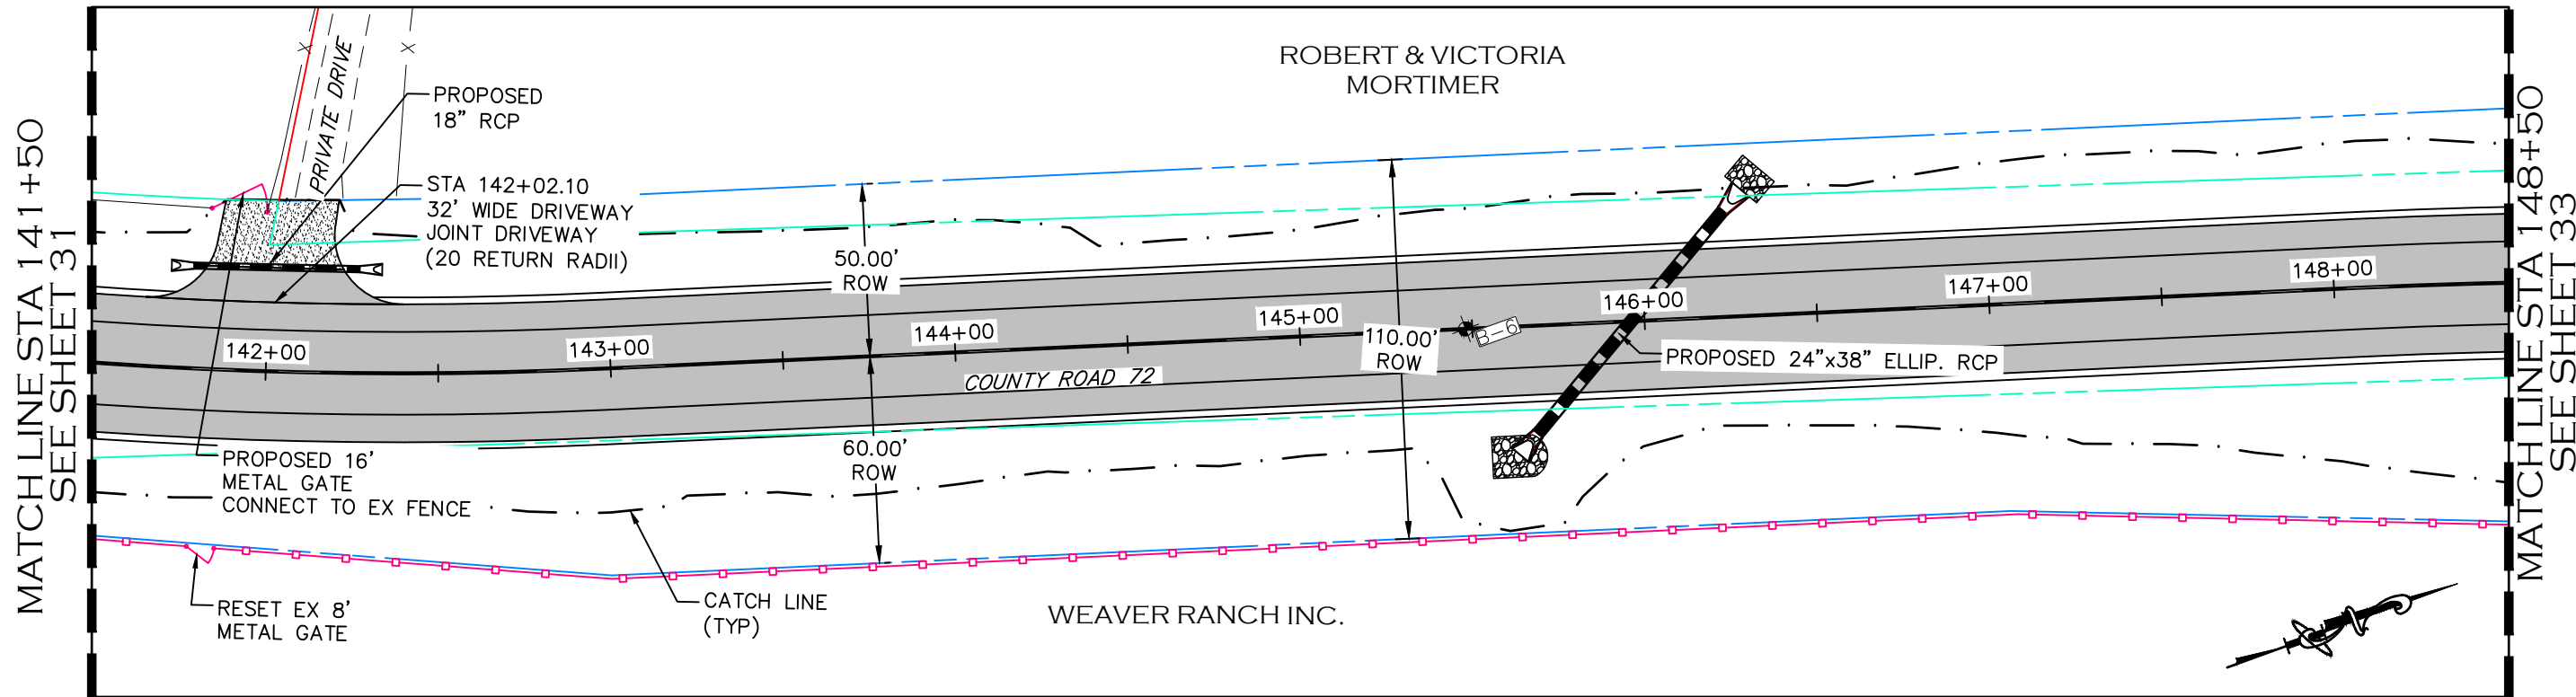 MATCH LINE STA 141+50
SEE SHEET 31
ROBERT & VICTORIA
MORTIMER
PRIVATE DRIVE
X
X
PROPOSED
18" RCP
STA 142+02.10
32' WIDE DRIVEWAY
JOINT DRIVEWAY
(20 RETURN RADII)
50.00'
ROW
110.00'
ROW
60.00'
ROW
142+00
143+00
144+00
145+00
146+00
147+00
148+00
B-6
COUNTY ROAD 72
PROPOSED 24"x38" ELLIP. RCP
PROPOSED 16'
METAL GATE
CONNECT TO EX FENCE
RESET EX 8'
METAL GATE
CATCH LINE
(TYP)
WEAVER RANCH INC.
MATCH LINE STA 148+50
SEE SHEET 33